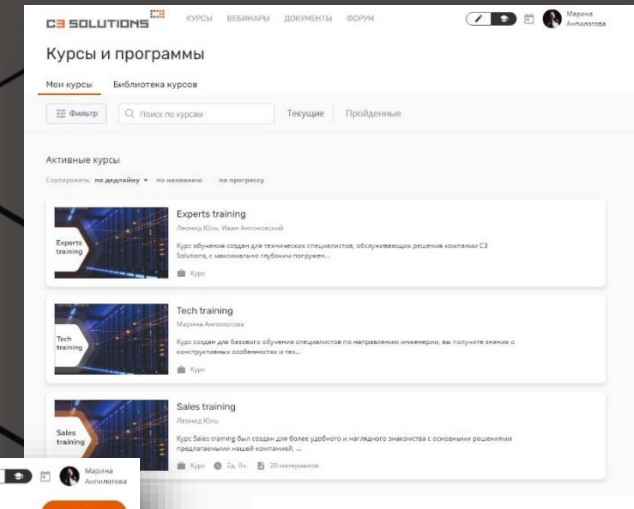 C3 SOLUTIONS
КУРСЫ ВЕБИНАРЫ ДОКУМЕНТЫ ФОРУМ
Марина
Анпилогова
Курсы и программы
Мои курсы Библиотека курсов
Фильтр Поиск по курсам Текущие Пройденные
Активные курсы
Сортировать: по дедлайну по названию по прогрессу
Experts training
Леонид Юль, Иван Антоновский
Курс обучения создан для технических специалистов, обслуживающих решения компании C3
Solutions, с максимально глубоким погружен...
Курс
Experts
training
Tech training
Марина Анпилогова
Курс создан для базового обучения специалистов по направлению инженерии, вы получите знания о
конструктивных особенностях и тех...
Курс
Tech
training
Sales training
Леонид Юль
Курс Sales training был создан для более удобного и наглядного знакомства с основными решениями
предлагаемыми нашей компанией, ...
Курс 2д. 0ч. 20 материалов
Sales
training
Марина
Анпилогова